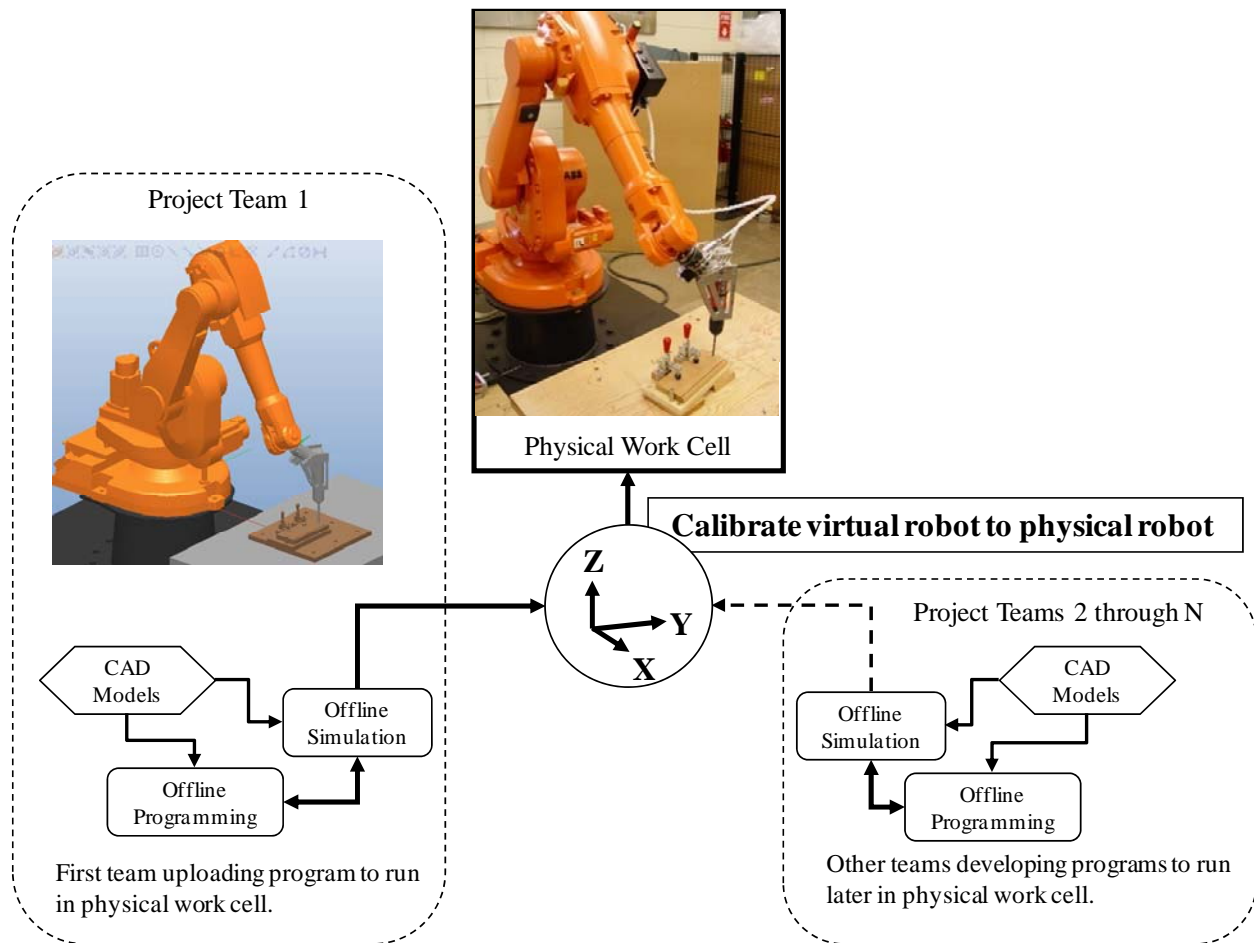 Physical Work Cell
Calibrate virtual robot to physical robot
Project Team 1
CAD
Models
Offline
Simulation
Offline
Programming
First team uploading program to run
in physical work cell.
Z
Y
X
Project Teams 2 through N
CAD
Models
Offline
Simulation
Offline
Programming
Other teams developing programs to run
later in physical work cell.
ABB
FIRE